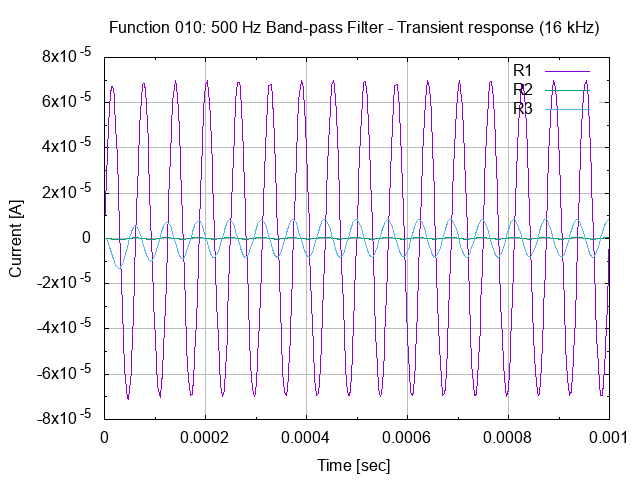 Function 010: 500 Hz Band-pass Filter - Transient response (16 kHz)
R1
R2
R3
8x10-5
6x10-5
4x10-5
2x10-5
0
-2x10-5
-4x10-5
-6x10-5
-8x10-5
Current [A]
0 0.0002 0.0004 0.0006 0.0008 0.001
Time [sec]